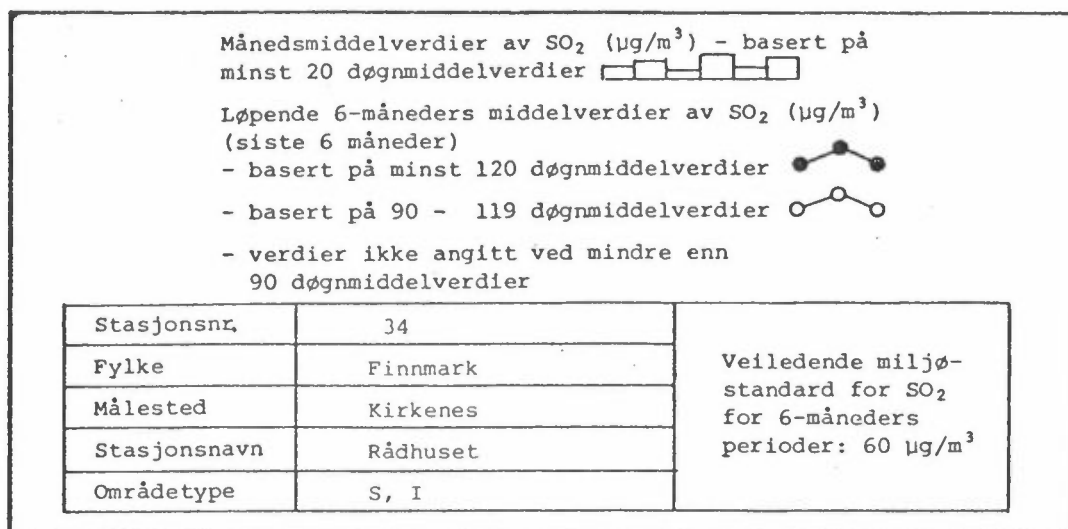 Månedsmiddelverdier av SO₂ (µg/m³) - basert på
minst 20 døgnmiddelverdier
Løpende 6-måneders middelverdier av SO₂ (µg/m³)
(siste 6 måneder)
- basert på minst 120 døgnmiddelverdier
- basert på 90 - 119 døgnmiddelverdier
- verdier ikke angitt ved mindre enn
90 døgnmiddelverdier
Stasjonsnr. 34
Fylke Finnmark
Målested Kirkenes
Stasjonsnavn Rådhuset
Områdetype S, I
Veiledende miljø-
standard for SO₂
for 6-måneders
perioder: 60 µg/m³